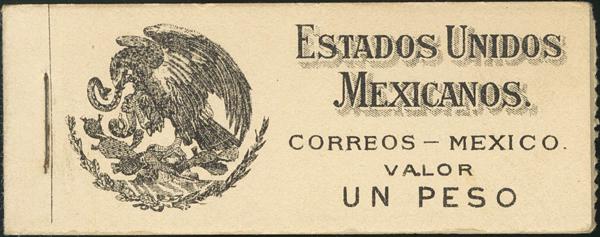 ESTADOS UNIDOS
MEXICANOS.
CORREOS – MEXICO.
VALOR
UN PESO